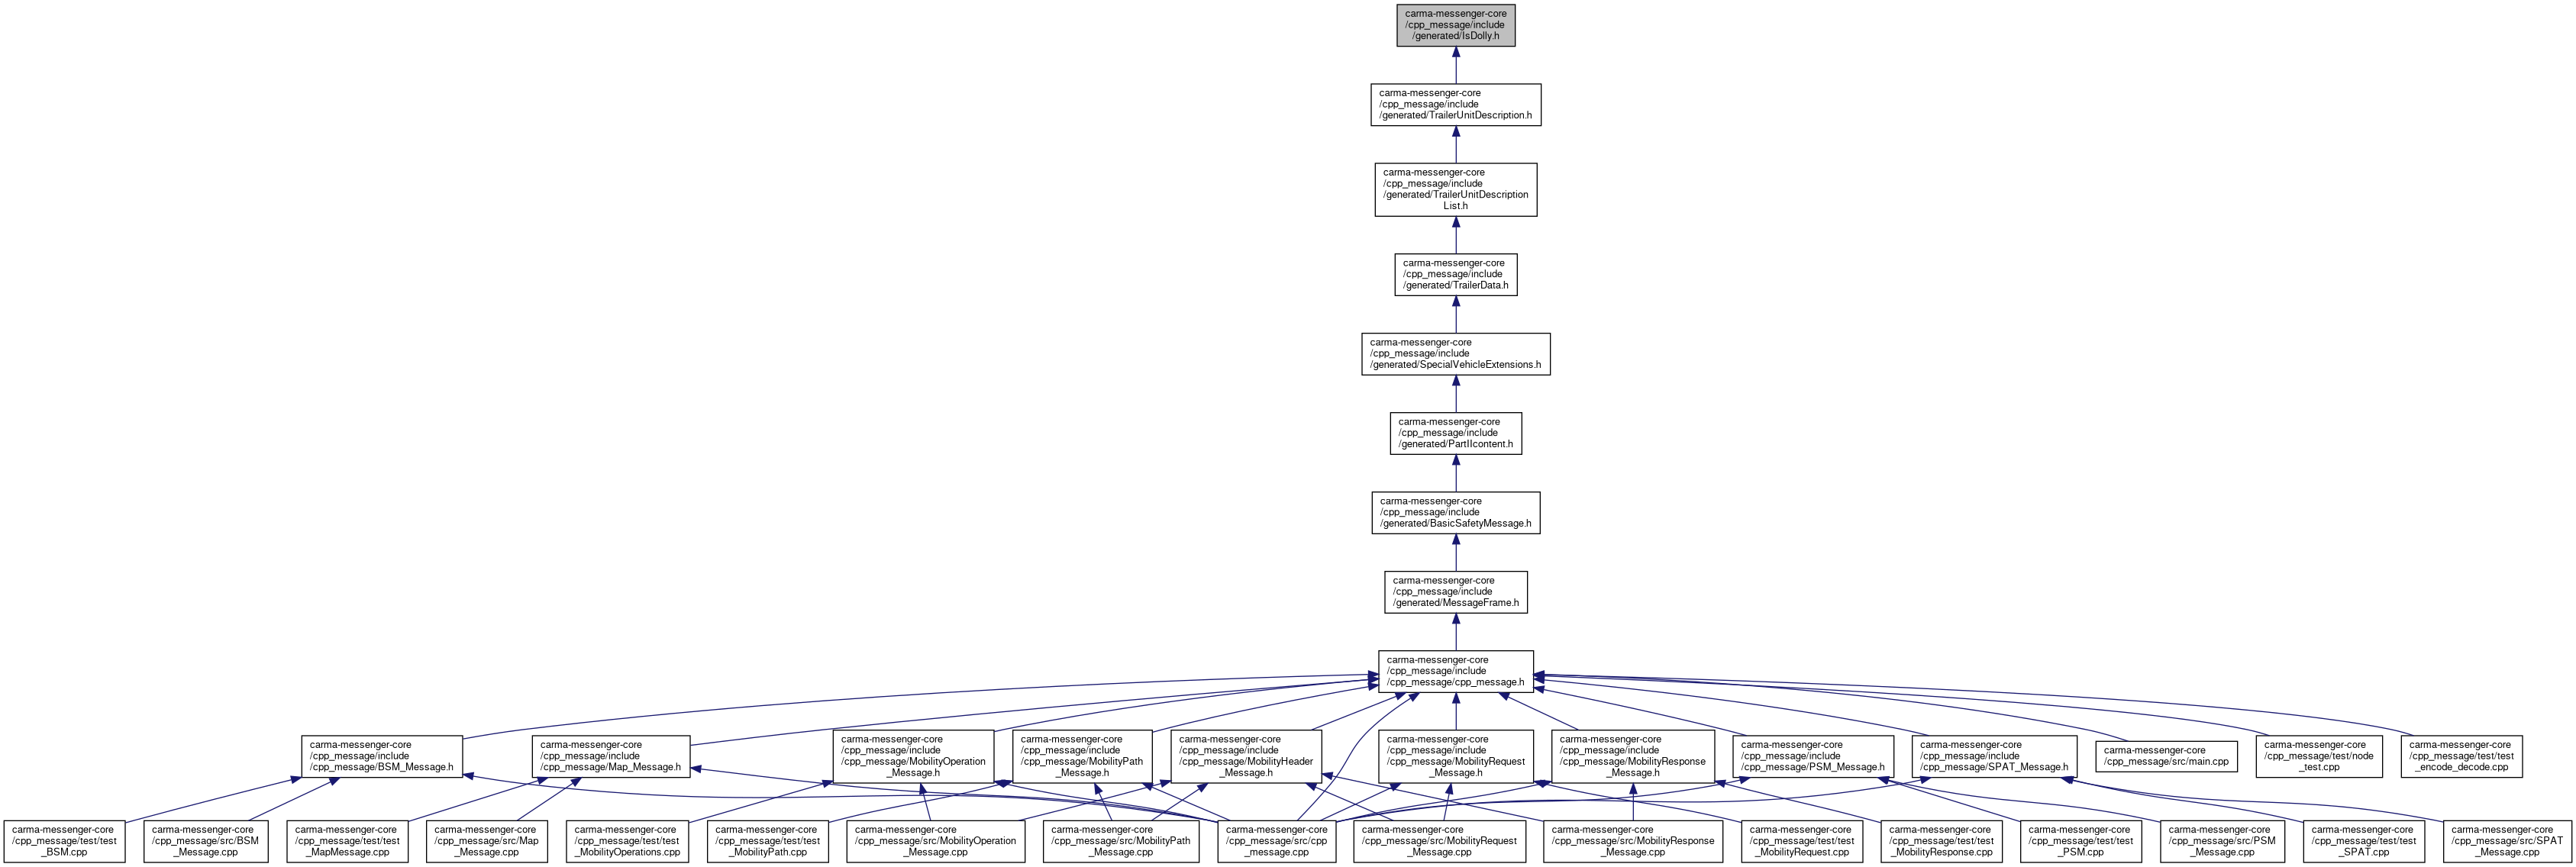 carma-messenger-core
/cpp_message/include
/generated/IsDolly.h
carma-messenger-core
/cpp_message/include
/generated/TrailerUnitDescription.h
carma-messenger-core
/cpp_message/include
/generated/TrailerUnitDescription
List.h
carma-messenger-core
/cpp_message/include
/generated/TrailerData.h
carma-messenger-core
/cpp_message/include
/generated/SpecialVehicleExtensions.h
carma-messenger-core
/cpp_message/include
/generated/PartIIcontent.h
carma-messenger-core
/cpp_message/include
/generated/BasicSafetyMessage.h
carma-messenger-core
/cpp_message/include
/generated/MessageFrame.h
carma-messenger-core
/cpp_message/include
/cpp_message/cpp_message.h
carma-messenger-core
/cpp_message/include
/cpp_message/BSM_Message.h
carma-messenger-core
/cpp_message/include
/cpp_message/Map_Message.h
carma-messenger-core
/cpp_message/include
/cpp_message/MobilityOperation
_Message.h
carma-messenger-core
/cpp_message/include
/cpp_message/MobilityPath
_Message.h
carma-messenger-core
/cpp_message/include
/cpp_message/MobilityHeader
_Message.h
carma-messenger-core
/cpp_message/include
/cpp_message/MobilityRequest
_Message.h
carma-messenger-core
/cpp_message/include
/cpp_message/MobilityResponse
_Message.h
carma-messenger-core
/cpp_message/include
/cpp_message/PSM_Message.h
carma-messenger-core
/cpp_message/include
/cpp_message/SPAT_Message.h
carma-messenger-core
/cpp_message/src/main.cpp
carma-messenger-core
/cpp_message/test/node
_test.cpp
carma-messenger-core
/cpp_message/test/test
_encode_decode.cpp
carma-messenger-core
/cpp_message/test/test
_BSM.cpp
carma-messenger-core
/cpp_message/src/BSM
_Message.cpp
carma-messenger-core
/cpp_message/test/test
_MapMessage.cpp
carma-messenger-core
/cpp_message/src/Map
_Message.cpp
carma-messenger-core
/cpp_message/test/test
_MobilityOperations.cpp
carma-messenger-core
/cpp_message/test/test
_MobilityPath.cpp
carma-messenger-core
/cpp_message/src/MobilityOperation
_Message.cpp
carma-messenger-core
/cpp_message/src/MobilityPath
_Message.cpp
carma-messenger-core
/cpp_message/src/cpp
_message.cpp
carma-messenger-core
/cpp_message/src/MobilityRequest
_Message.cpp
carma-messenger-core
/cpp_message/src/MobilityResponse
_Message.cpp
carma-messenger-core
/cpp_message/test/test
_MobilityRequest.cpp
carma-messenger-core
/cpp_message/test/test
_MobilityResponse.cpp
carma-messenger-core
/cpp_message/test/test
_PSM.cpp
carma-messenger-core
/cpp_message/src/PSM
_Message.cpp
carma-messenger-core
/cpp_message/test/test
_SPAT.cpp
carma-messenger-core
/cpp_message/src/SPAT
_Message.cpp